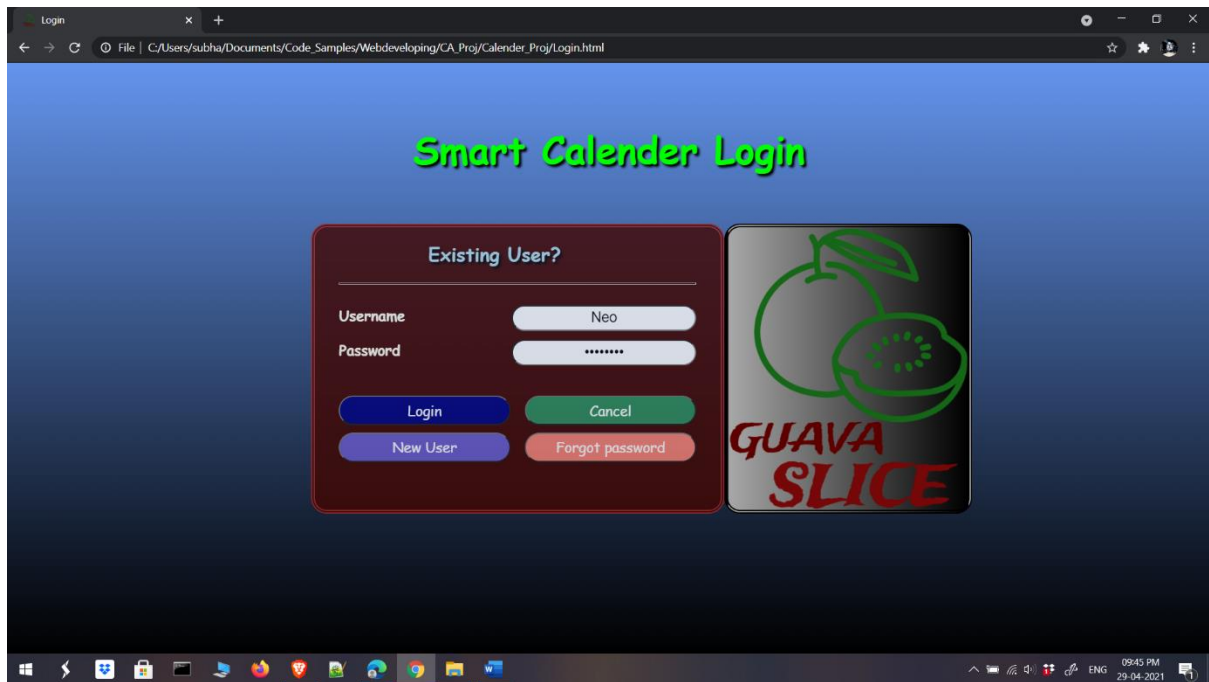 Login
File | C:/Users/subha/Documents/Code_Samples/Webdeveloping/CA_Proj/Calender_Proj/Login.html
Smart Calender Login
Existing User?
Username Neo
Password ••••••••
Login Cancel
New User Forgot password
GUAVA
SLICE
ENG 09:45 PM
29-04-2021